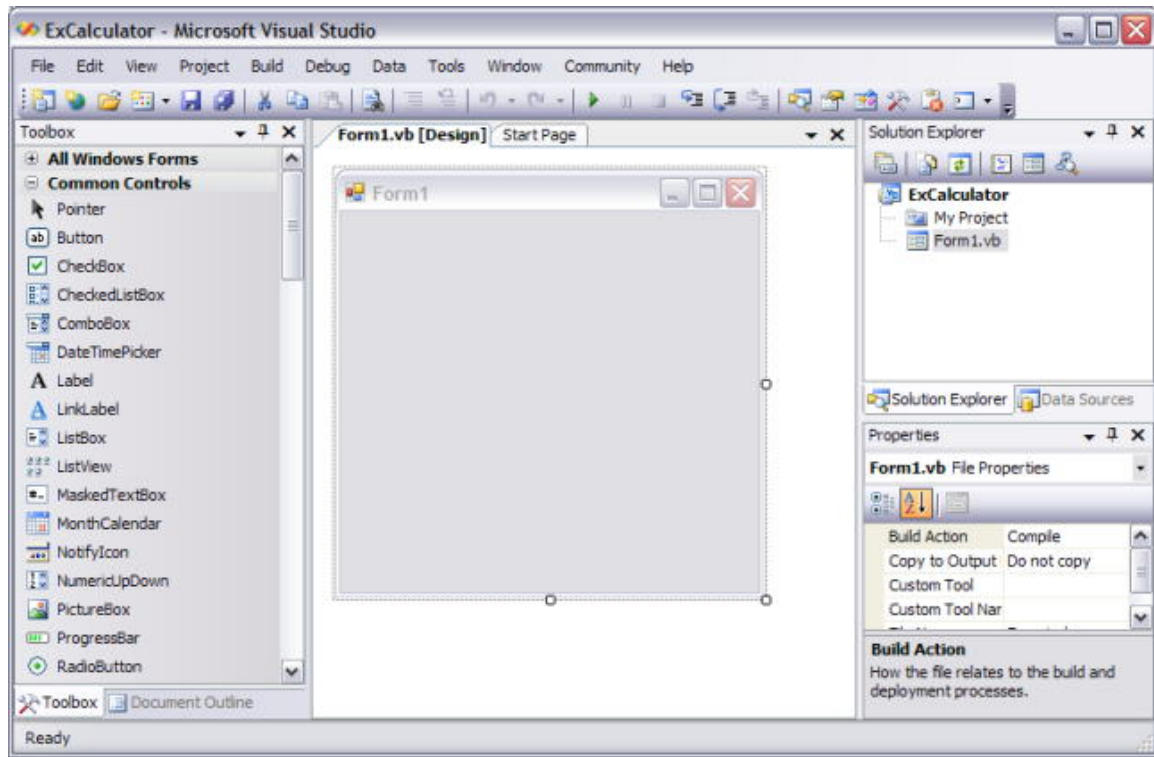 ExCalculator - Microsoft Visual Studio
File Edit View Project Build Debug Data Tools Window Community Help
Toolbox
All Windows Forms
Common Controls
Pointer
Button
CheckBox
CheckedListBox
ComboBox
DateTimePicker
Label
LinkLabel
ListBox
ListView
MaskedTextBox
MonthCalendar
NotifyIcon
NumericUpDown
PictureBox
ProgressBar
RadioButton
Toolbox Document Outline
Form1.vb [Design] Start Page
Form1
Solution Explorer
ExCalculator
My Project
Form1.vb
Solution Explorer Data Sources
Properties
Form1.vb File Properties
Build Action Compile
Copy to Output Do not copy
Custom Tool
Custom Tool Nar
Build Action
How the file relates to the build and
deployment processes.
Ready